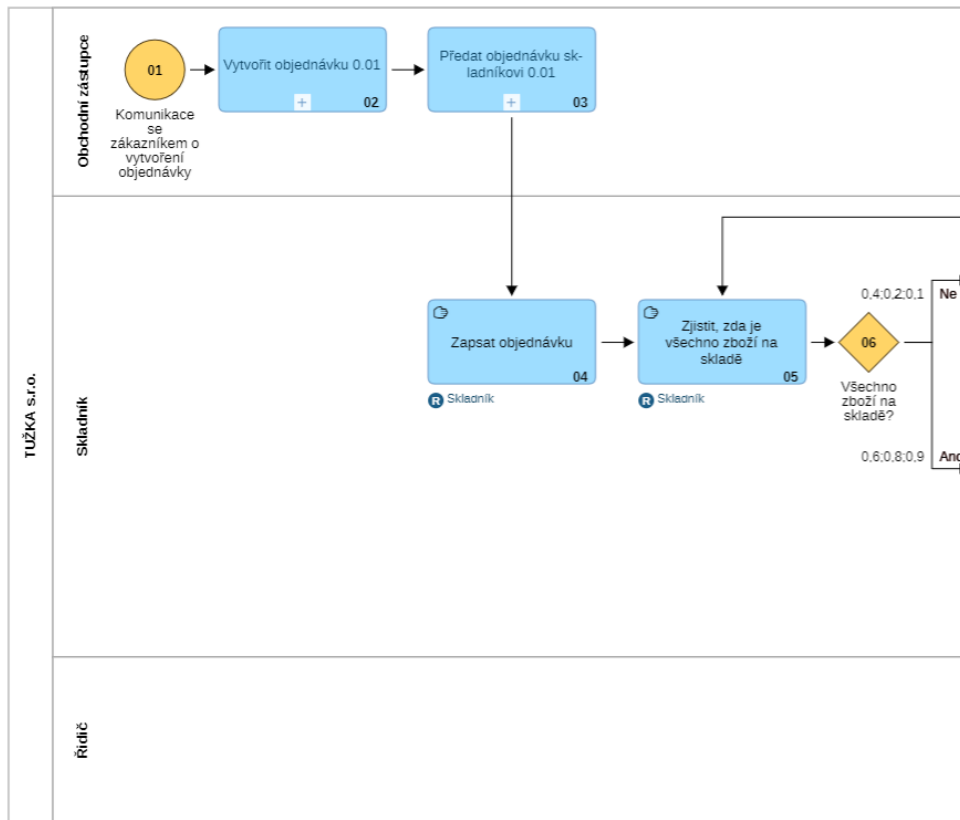 TUŽKA s.r.o.
Obchodní zástupce
01
Komunikace
se
zákazníkem o
vytvoření
objednávky
Vytvořit objednávku 0.01
02
Předat objednávku sk-
ladníkovi 0.01
03
Skladník
Zapsat objednávku
04
R Skladník
Zjistit, zda je
všechno zboží na
skladě
05
R Skladník
06
Všechno
zboží na
skladě?
0,4;0,2;0,1
Ne
0,6;0,8;0,9
Řidič